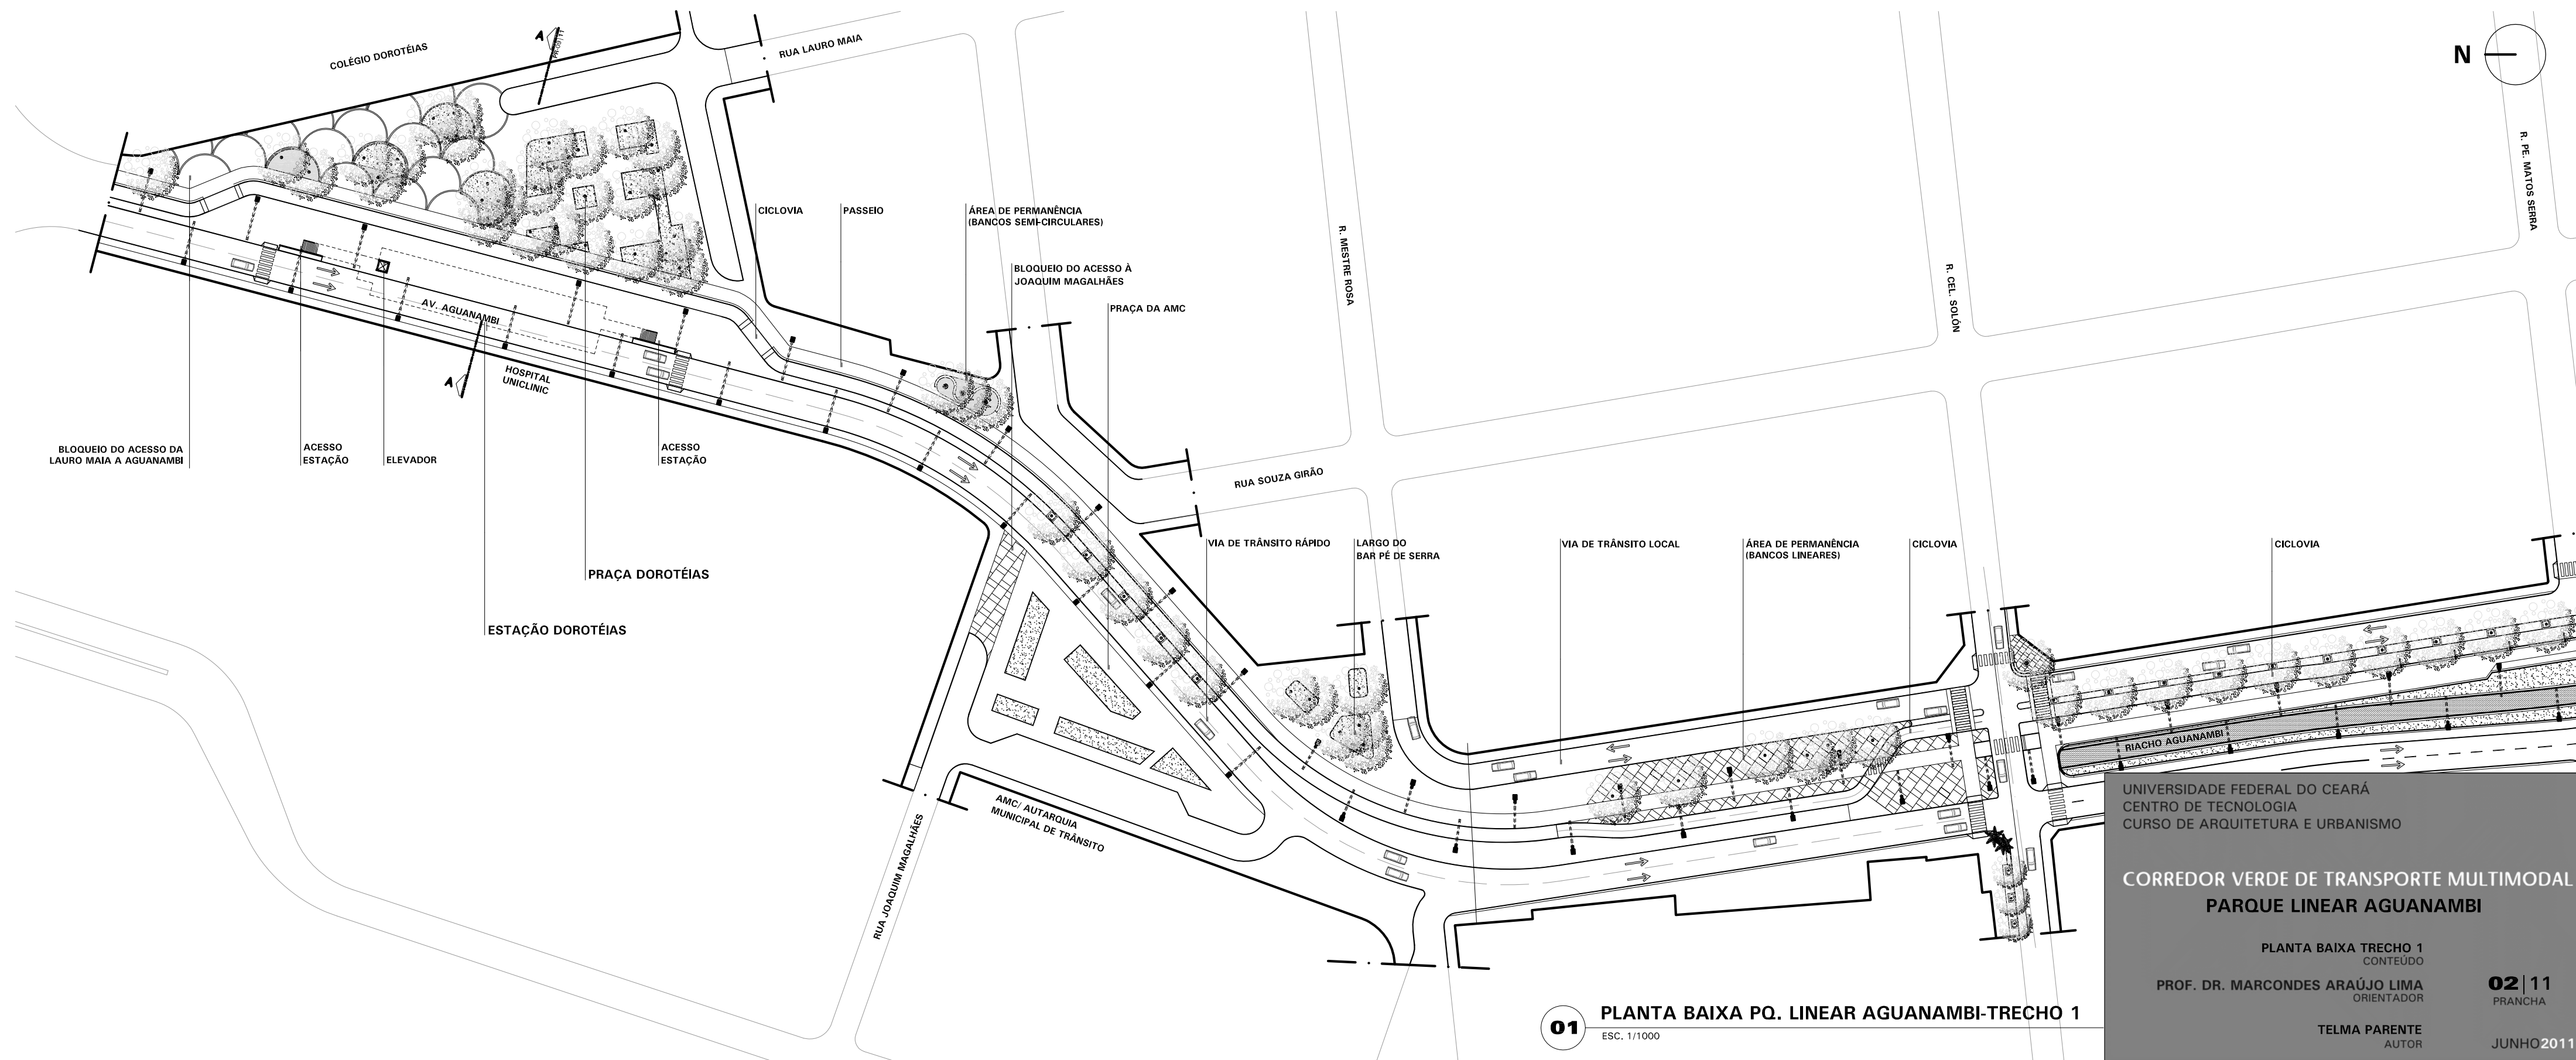 COLÉGIO DOROTÉIAS
A
RUA LAURO MAIA
N
R. PE. MATOS SERRA
CICLOVIA
PASSEIO
ÁREA DE PERMANÊNCIA
(BANCOS SEMI-CIRCULARES)
R. MESTRE ROSA
R. CEL. SOLÓN
BLOQUEIO DO ACESSO À
JOAQUIM MAGALHÃES
PRAÇA DA AMC
AV. AGUANAMBI
A
HOSPITAL
UNICLINIC
BLOQUEIO DO ACESSO DA
LAURO MAIA A AGUANAMBI
ACESSO
ESTAÇÃO
ELEVADOR
ACESSO
ESTAÇÃO
RUA SOUZA GIRÃO
VIA DE TRÂNSITO RÁPIDO
LARGO DO
BAR PÉ DE SERRA
VIA DE TRÂNSITO LOCAL
ÁREA DE PERMANÊNCIA
(BANCOS LINEARES)
CICLOVIA
CICLOVIA
PRAÇA DOROTÉIAS
ESTAÇÃO DOROTÉIAS
RIACHO AGUANAMBI
AMC/ AUTARQUIA
MUNICIPAL DE TRÂNSITO
RUA JOAQUIM MAGALHÃES
UNIVERSIDADE FEDERAL DO CEARÁ
CENTRO DE TECNOLOGIA
CURSO DE ARQUITETURA E URBANISMO
CORREDOR VERDE DE TRANSPORTE MULTIMODAL
PARQUE LINEAR AGUANAMBI
PLANTA BAIXA TRECHO 1
CONTEÚDO
PROF. DR. MARCONDES ARAÚJO LIMA
ORIENTADOR
02|11
PRANCHA
TELMA PARENTE
AUTOR
JUNHO2011
01
PLANTA BAIXA PQ. LINEAR AGUANAMBI-TRECHO 1
ESC. 1/1000